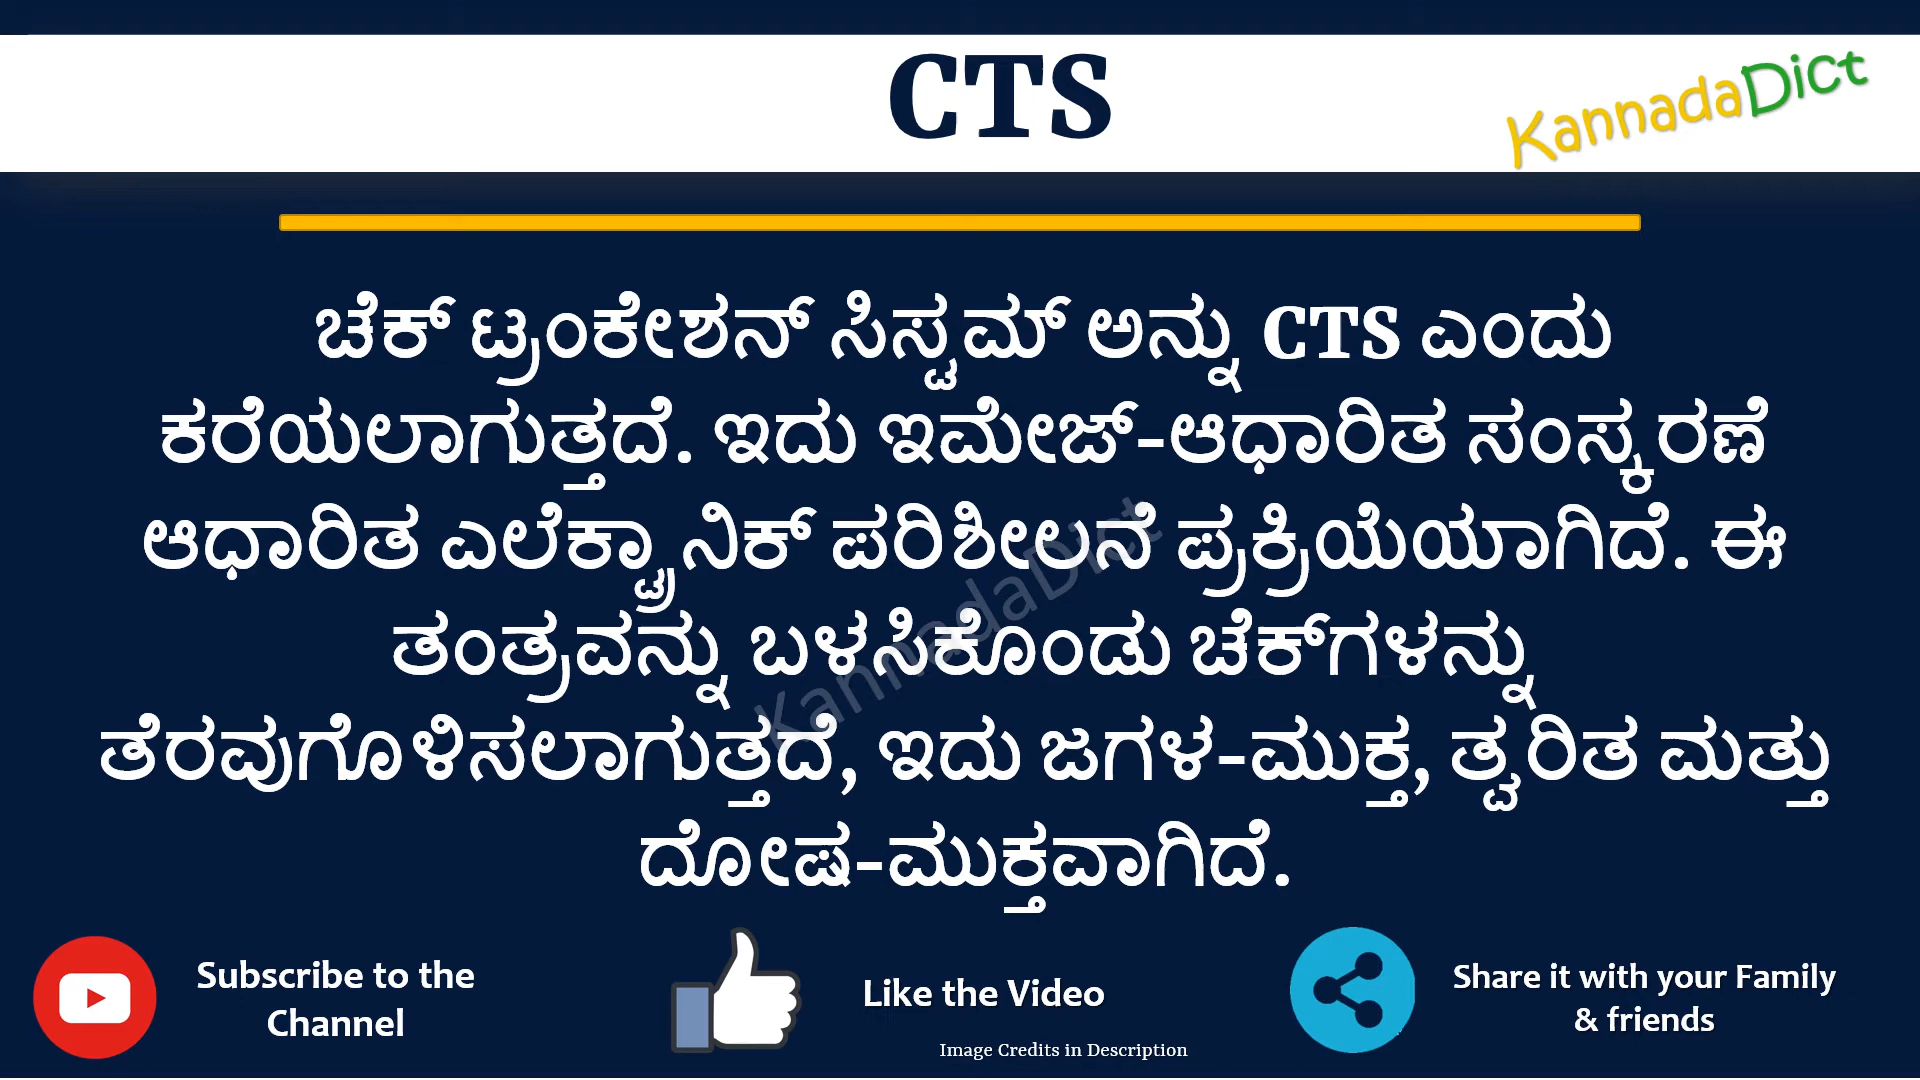 CTS
KannadaDict
ಚೆಕ್ ಟ್ರಂಕೇಶನ್ ಸಿಸ್ಟಮ್ ಅನ್ನು CTS ಎಂದು
ಕರೆಯಲಾಗುತ್ತದೆ. ಇದು ಇಮೇಜ್-ಆಧಾರಿತ ಸಂಸ್ಕರಣೆ
ಆಧಾರಿತ ಎಲೆಕ್ಟ್ರಾನಿಕ್ ಪರಿಶೀಲನೆ ಪ್ರಕ್ರಿಯೆಯಾಗಿದೆ. ಈ
ತಂತ್ರವನ್ನು ಬಳಸಿಕೊಂಡು ಚೆಕ್‌ಗಳನ್ನು
ತೆರವುಗೊಳಿಸಲಾಗುತ್ತದೆ, ಇದು ಜಗಳ-ಮುಕ್ತ, ತ್ವರಿತ ಮತ್ತು
ದೋಷ-ಮುಕ್ತವಾಗಿದೆ.
KannadaDict
Subscribe to the
Channel
Like the Video
Share it with your Family
& friends
Image Credits in Description